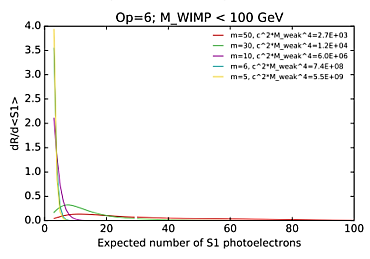 Op=6; M_WIMP < 100 GeV
m=50, c^2*M_weak^4=2.7E+03
m=30, c^2*M_weak^4=1.2E+04
m=10, c^2*M_weak^4=6.0E+06
m=6, c^2*M_weak^4=7.4E+08
m=5, c^2*M_weak^4=5.5E+09
dR/d<S1>
4.0
3.5
3.0
2.5
2.0
1.5
1.0
0.5
0.0
0 20 40 60 80 100
Expected number of S1 photoelectrons